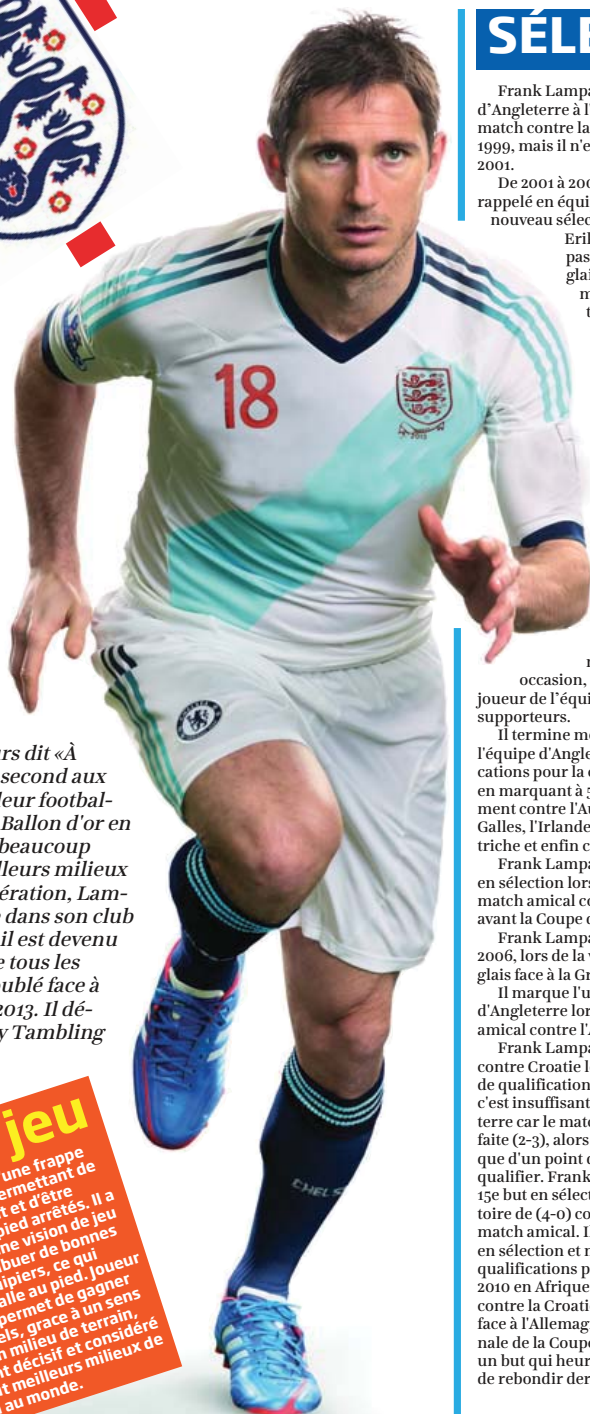 SÉLE
Frank Lampa
d'Angleterre à l'
match contre la
1999, mais il n'e
2001.
De 2001 à 200
rappelé en équi
nouveau sélec
Erik
pas
glai
m
t
occasion,
joueur de l'équi
supporteurs.
Il termine me
l'équipe d'Angle
cations pour la c
en marquant à 5
ment contre l'Au
Galles, l'Irlande
triche et enfin c
Frank Lampa
en sélection lors
match amical co
avant la Coupe d
Frank Lampa
2006, lors de la v
glais face à la Gr
Il marque l'u
d'Angleterre lor
amical contre l'A
Frank Lampa
contre Croatie le
de qualification
c'est insuffisant
terre car le matc
faite (2-3), alors
que d'un point d
qualifier. Frank
15e but en sélect
toire de (4-0) co
match amical. Il
en sélection et m
qualifications p
2010 en Afrique
contre la Croatie
face à l'Allemag
nale de la Coupe
un but qui heur
de rebondir der
18
2013
CHELS
rs dit «À
second aux
leur footbal-
Ballon d'or en
beaucoup
lleurs milieux
ération, Lam-
e dans son club
il est devenu
e tous les
oublé face à
2013. Il dé-
y Tambling
jeu
une frappe
ermettant de
t et d'être
pied arrêtés. Il a
ne vision de jeu
buer de bonnes
uipiers, ce qui
alle au pied. Joueur
permet de gagner
els, grace à un sens
n milieu de terrain,
nt décisif et considéré
t meilleurs milieux de
au monde.